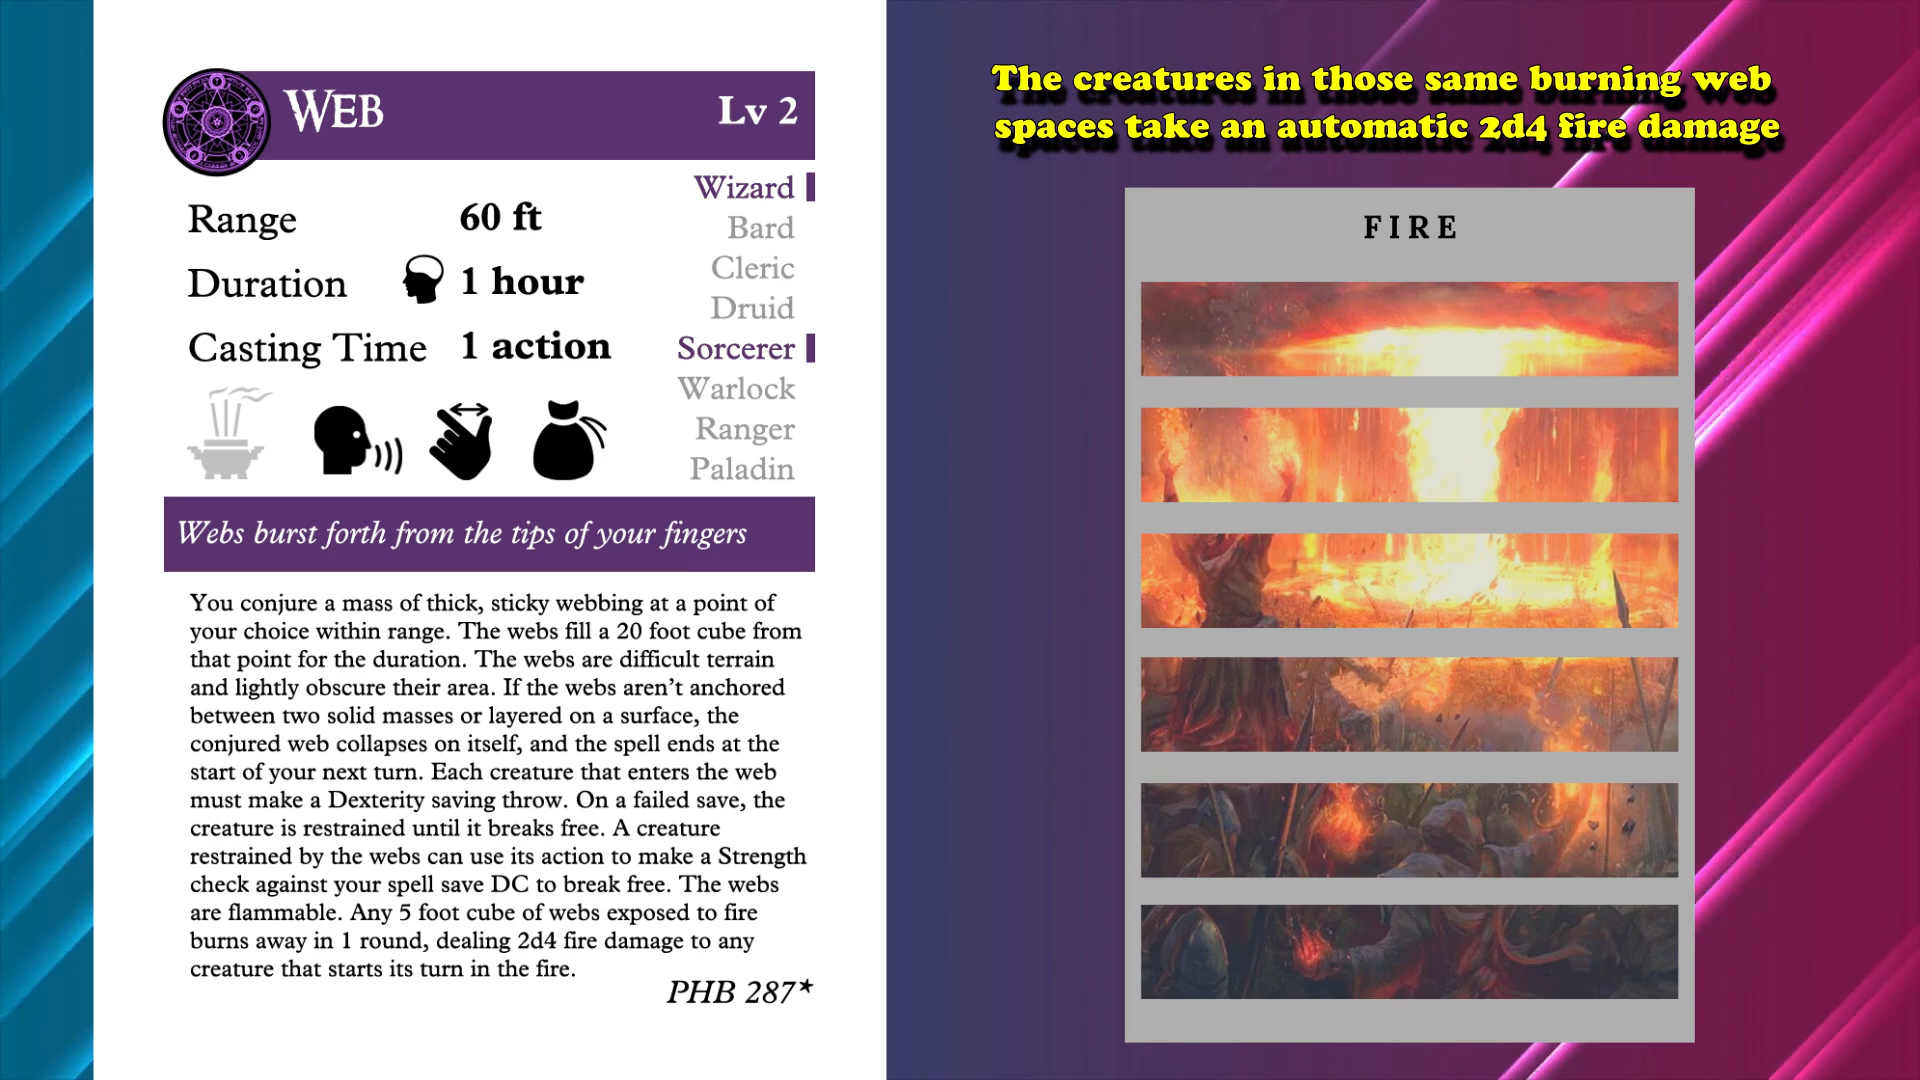 WEB
Lv 2
Range 60 ft
Duration 1 hour
Casting Time 1 action
Wizard
Bard
Cleric
Druid
Sorcerer
Warlock
Ranger
Paladin
Webs burst forth from the tips of your fingers
You conjure a mass of thick, sticky webbing at a point of
your choice within range. The webs fill a 20 foot cube from
that point for the duration. The webs are difficult terrain
and lightly obscure their area. If the webs aren’t anchored
between two solid masses or layered on a surface, the
conjured web collapses on itself, and the spell ends at the
start of your next turn. Each creature that enters the web
must make a Dexterity saving throw. On a failed save, the
creature is restrained until it breaks free. A creature
restrained by the webs can use its action to make a Strength
check against your spell save DC to break free. The webs
are flammable. Any 5 foot cube of webs exposed to fire
burns away in 1 round, dealing 2d4 fire damage to any
creature that starts its turn in the fire.
PHB 287*
The creatures in those same burning web
spaces take an automatic 2d4 fire damage
FIRE